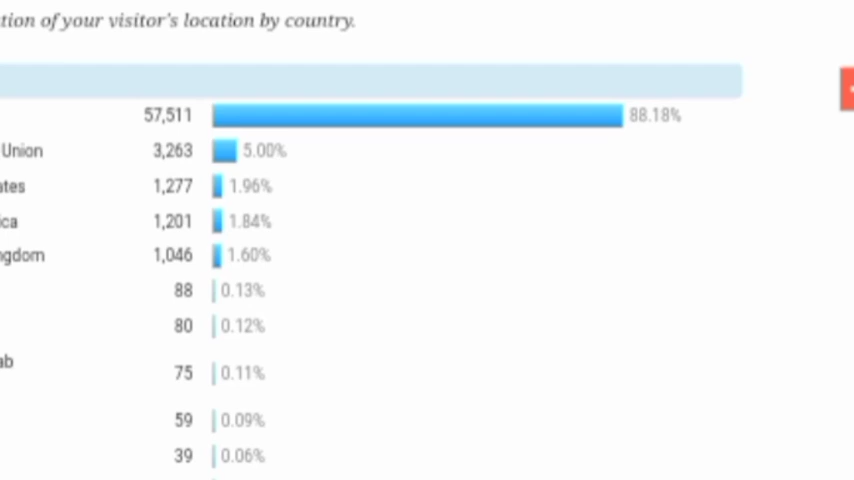 tion of your visitor's location by country.
57,511 88.18%
Union 3,263 5.00%
ates 1,277 1.96%
ica 1,201 1.84%
ngdom 1,046 1.60%
88 0.13%
80 0.12%
ab
75 0.11%
59 0.09%
39 0.06%